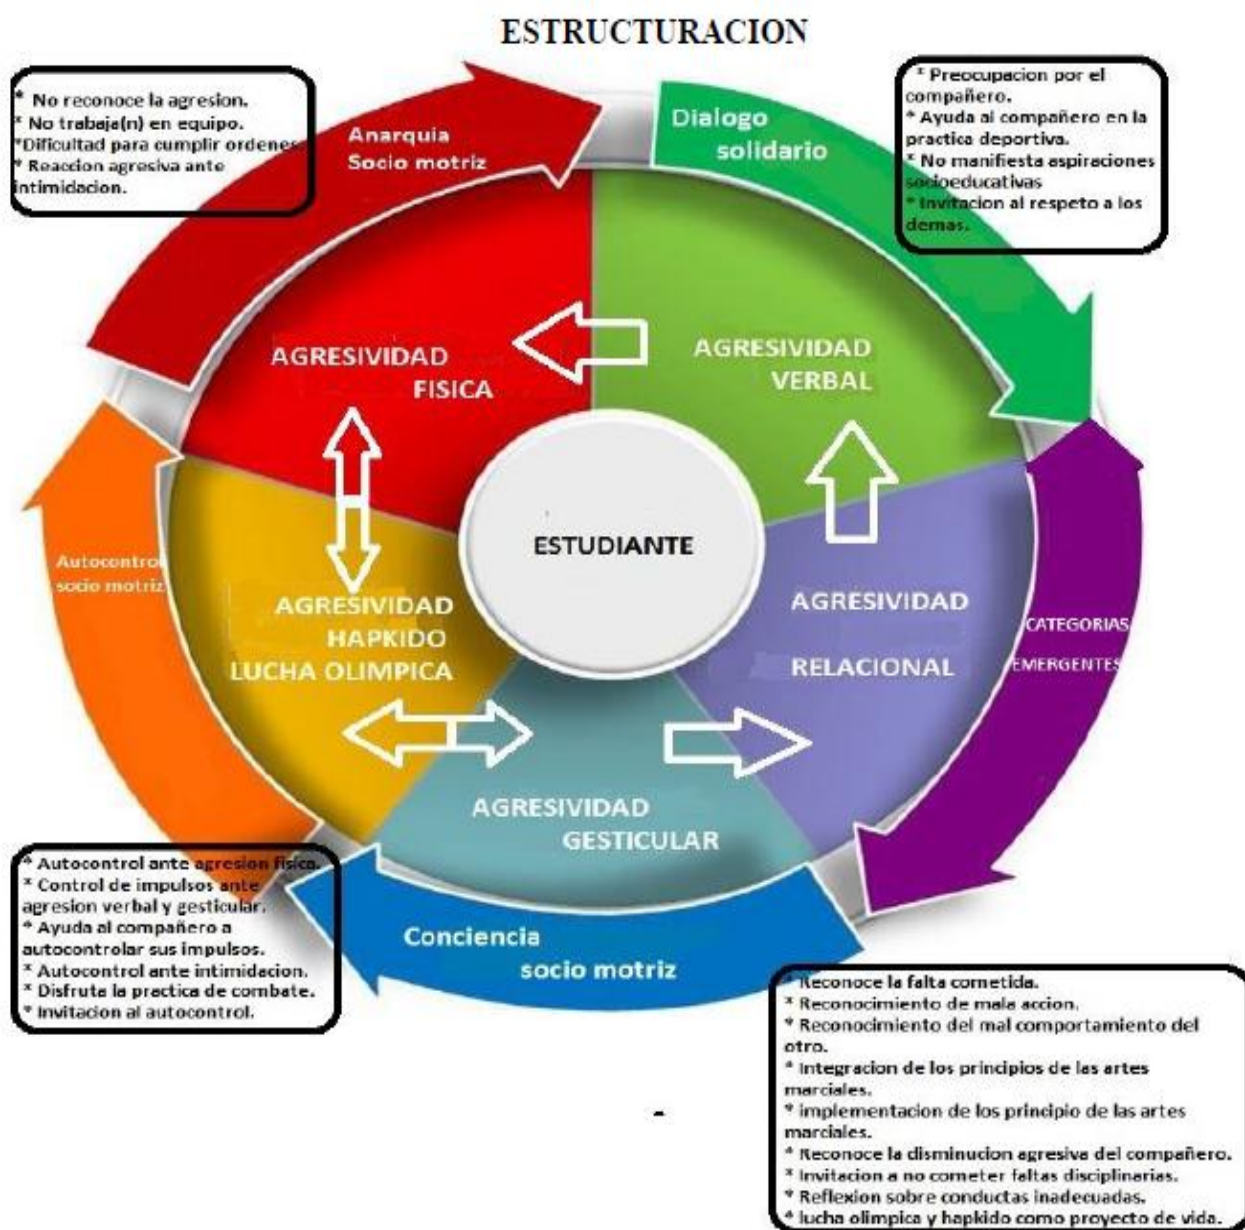 ESTRUCTURACION
* No reconoce la agresion.
* No trabaja(n) en equipo.
*Dificultad para cumplir ordenes
* Reaccion agresiva ante
intimidacion.
Anarquia
Socio motriz
Dialogo
solidario
* Preocupacion por el
compañero.
* Ayuda al compañero en la
practica deportiva.
* No manifiesta aspiraciones
socioeducativas
* Invitacion al respeto a los
demas.
AGRESIVIDAD
FISICA
AGRESIVIDAD
VERBAL
ESTUDIANTE
Autocontrol
socio motriz
AGRESIVIDAD
HAPKIDO
LUCHA OLIMPICA
AGRESIVIDAD
RELACIONAL
CATEGORIAS
EMERGENTES
AGRESIVIDAD
GESTICULAR
Conciencia
socio motriz
* Autocontrol ante agresion fisica.
* Control de impulsos ante
agresion verbal y gesticular.
* Ayuda al compañero a
autocontrolar sus impulsos.
* Autocontrol ante intimidacion.
* Disfruta la practica de combate.
* Invitacion al autocontrol.
* Reconoce la falta cometida.
* Reconocimiento de mala accion.
* Reconocimiento del mal comportamiento del
otro.
* Integracion de los principios de las artes
marciales.
* implementacion de los principio de las artes
marciales.
* Reconoce la disminucion agresiva del compañero.
* Invitacion a no cometer faltas disciplinarias.
* Reflexion sobre conductas inadecuadas.
* lucha olimpica y hapkido como proyecto de vida.